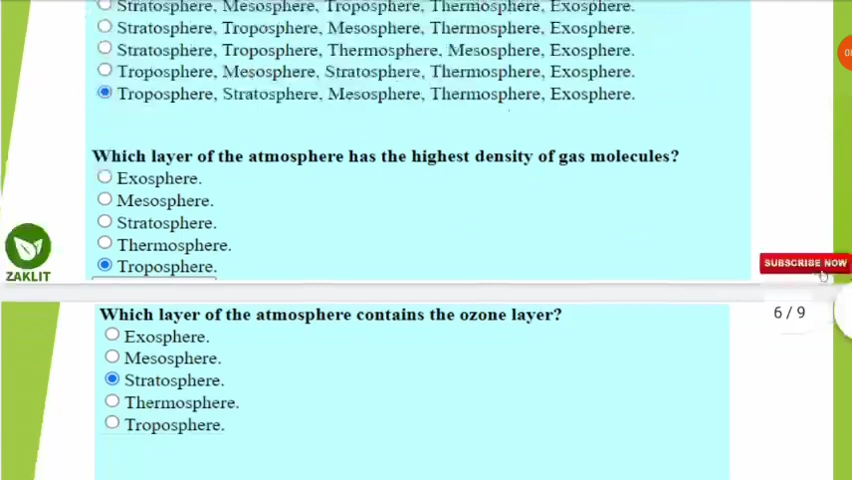 Stratosphere, Mesosphere, Troposphere, Thermosphere, Exosphere.
Stratosphere, Troposphere, Mesosphere, Thermosphere, Exosphere.
Stratosphere, Troposphere, Thermosphere, Mesosphere, Exosphere.
Troposphere, Mesosphere, Stratosphere, Thermosphere, Exosphere.
Troposphere, Stratosphere, Mesosphere, Thermosphere, Exosphere.
Which layer of the atmosphere has the highest density of gas molecules?
Exosphere.
Mesosphere.
Stratosphere.
Thermosphere.
Troposphere.
ZAKLIT
SUBSCRIBE NOW
Which layer of the atmosphere contains the ozone layer?
6 / 9
Exosphere.
Mesosphere.
Stratosphere.
Thermosphere.
Troposphere.